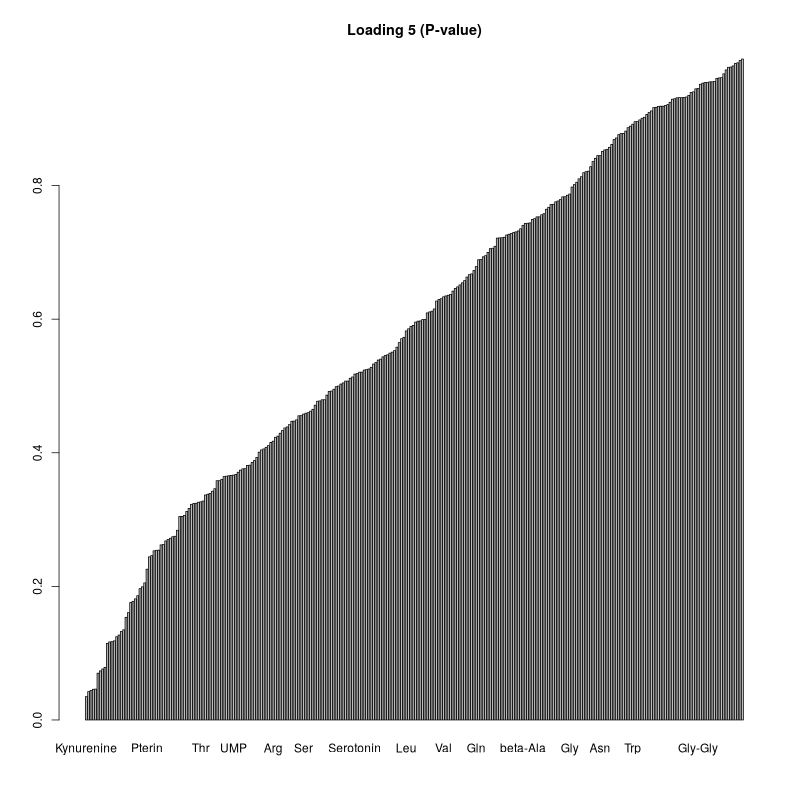 Loading 5 (P-value)
0.8
0.6
0.4
0.2
0.0
Kynurenine Pterin Thr UMP Arg Ser Serotonin Leu Val Gln beta-Ala Gly Asn Trp Gly-Gly